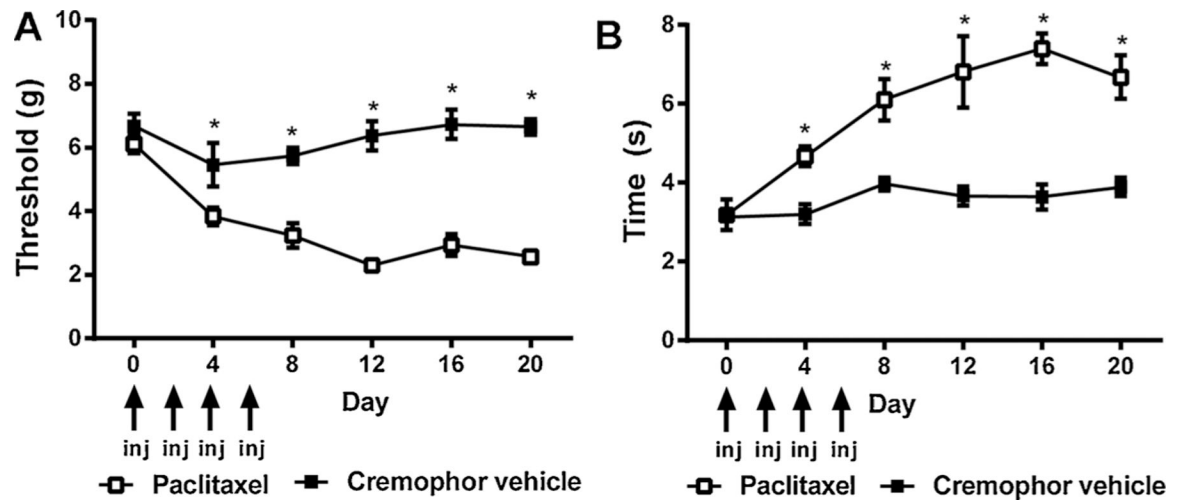 A
Threshold (g)
10
8
6
4
2
0
* * * * *
0 4 8 12 16 20
Day
inj inj inj inj
Paclitaxel Cremophor vehicle
B
Time (s)
8
6
4
2
0
* * * * *
0 4 8 12 16 20
Day
inj inj inj inj
Paclitaxel Cremophor vehicle